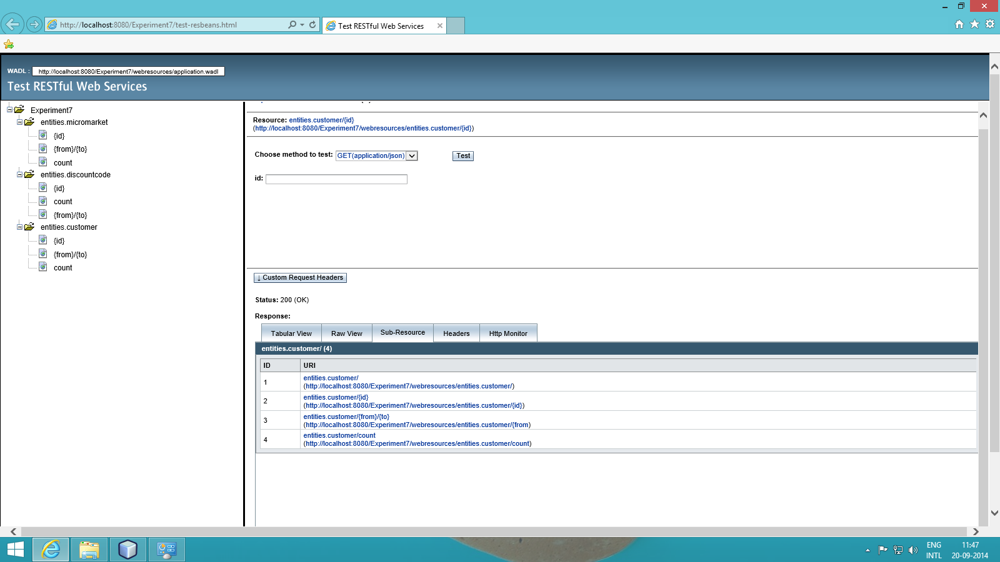 http://localhost:8080/Experiment7/test-resbeans.html
Test RESTful Web Services
WADL : http://localhost:8080/Experiment7/webresources/application.wadl
Test RESTful Web Services
Experiment7
entities.micromarket
{id}
{from}/{to}
count
entities.discountcode
{id}
count
{from}/{to}
entities.customer
{id}
{from}/{to}
count
Resource: entities.customer/{id}
(http://localhost:8080/Experiment7/webresources/entities.customer/{id})
Choose method to test: GET(application/json) Test
id:
↓ Custom Request Headers
Status: 200 (OK)
Response:
Tabular View Raw View Sub-Resource Headers Http Monitor
entities.customer/ (4)
ID URI
1 entities.customer/
(http://localhost:8080/Experiment7/webresources/entities.customer/)
2 entities.customer/{id}
(http://localhost:8080/Experiment7/webresources/entities.customer/{id})
3 entities.customer/{from}/{to}
(http://localhost:8080/Experiment7/webresources/entities.customer/{from)
4 entities.customer/count
(http://localhost:8080/Experiment7/webresources/entities.customer/count)
ENG 11:47
INTL 20-09-2014